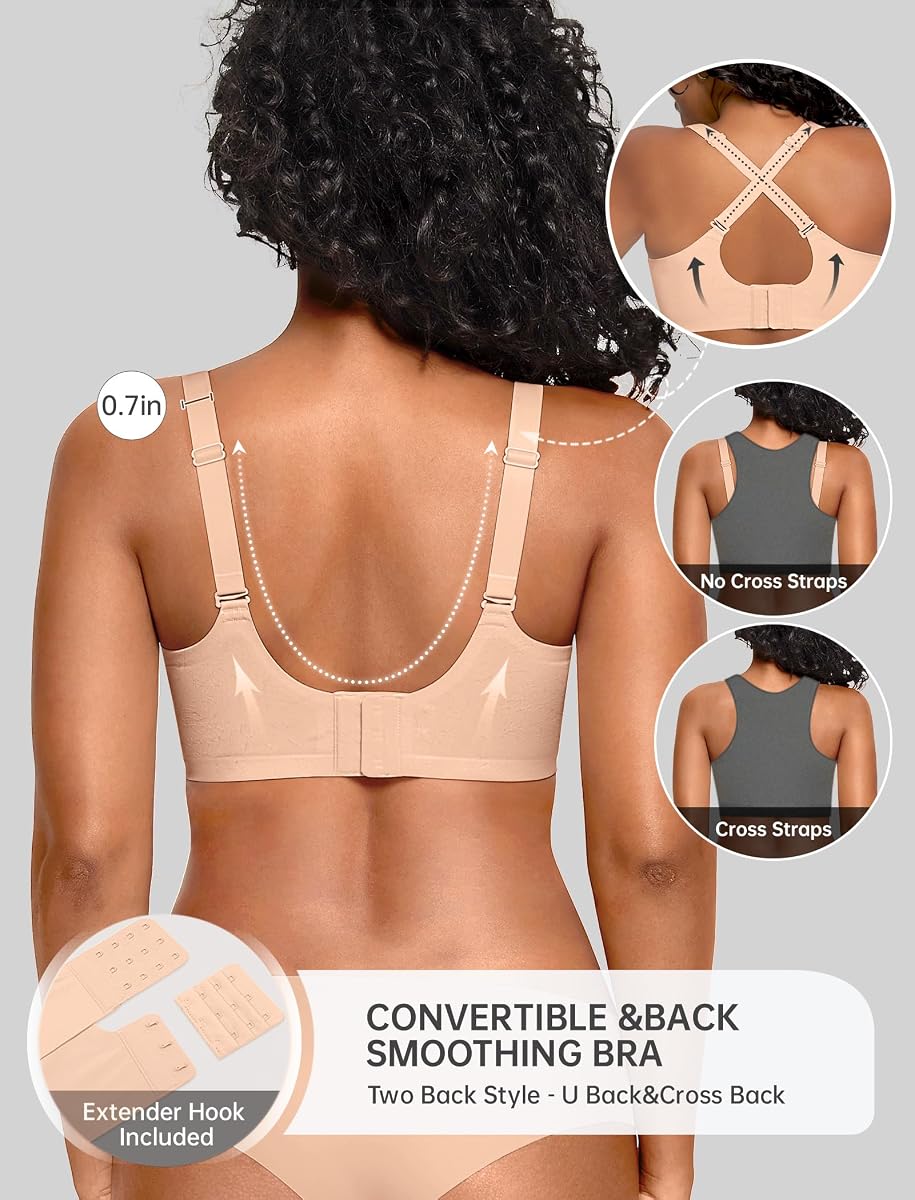 0.7in
No Cross Straps
Cross Straps
Extender Hook
Included
CONVERTIBLE &BACK
SMOOTHING BRA
Two Back Style - U Back&Cross Back